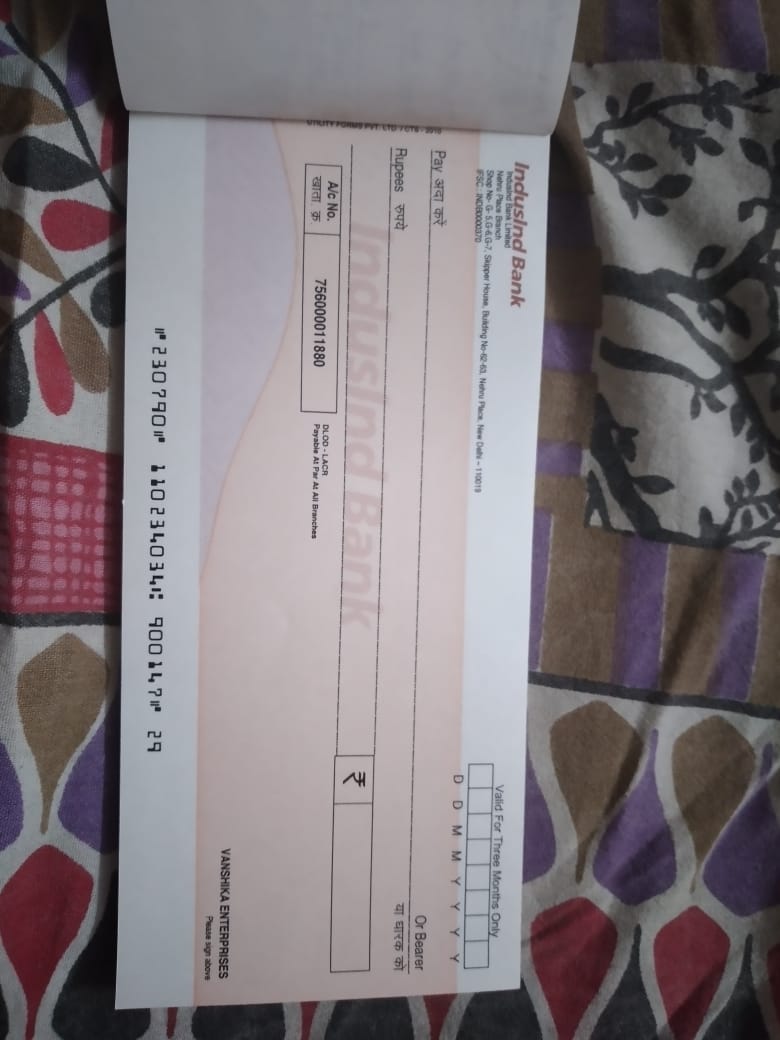 UTILITY FORMS PVT. LTD. / CTS - 2010
IndusInd Bank
IndusInd Bank Limited
Nehru Place Branch
Shop No- G-5,G-6,G-7, Skipper House, Building No-62-63, Nehru Place, New Delhi - 110019
IFSC : INDB0000370
Valid For Three Months Only
D D M M Y Y Y Y
Pay अदा करें
Or Bearer
या धारक को
Rupees रुपये
₹
IndusInd Bank
A/c No.
खाता क्र.
756000011880
DLOD - LACR
Payable At Par At All Branches
VANSHIKA ENTERPRISES
Please sign above
⑈230790⑈ 110234034⑆ 900147⑈ 29